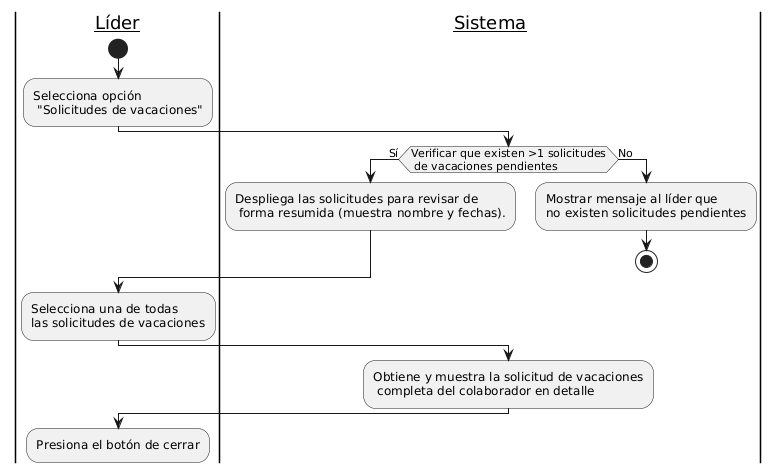 Líder
Sistema
Selecciona opción
"Solicitudes de vacaciones"
Sí
Verificar que existen >1 solicitudes
de vacaciones pendientes
No
Despliega las solicitudes para revisar de
forma resumida (muestra nombre y fechas).
Mostrar mensaje al líder que
no existen solicitudes pendientes
Selecciona una de todas
las solicitudes de vacaciones
Obtiene y muestra la solicitud de vacaciones
completa del colaborador en detalle
Presiona el botón de cerrar